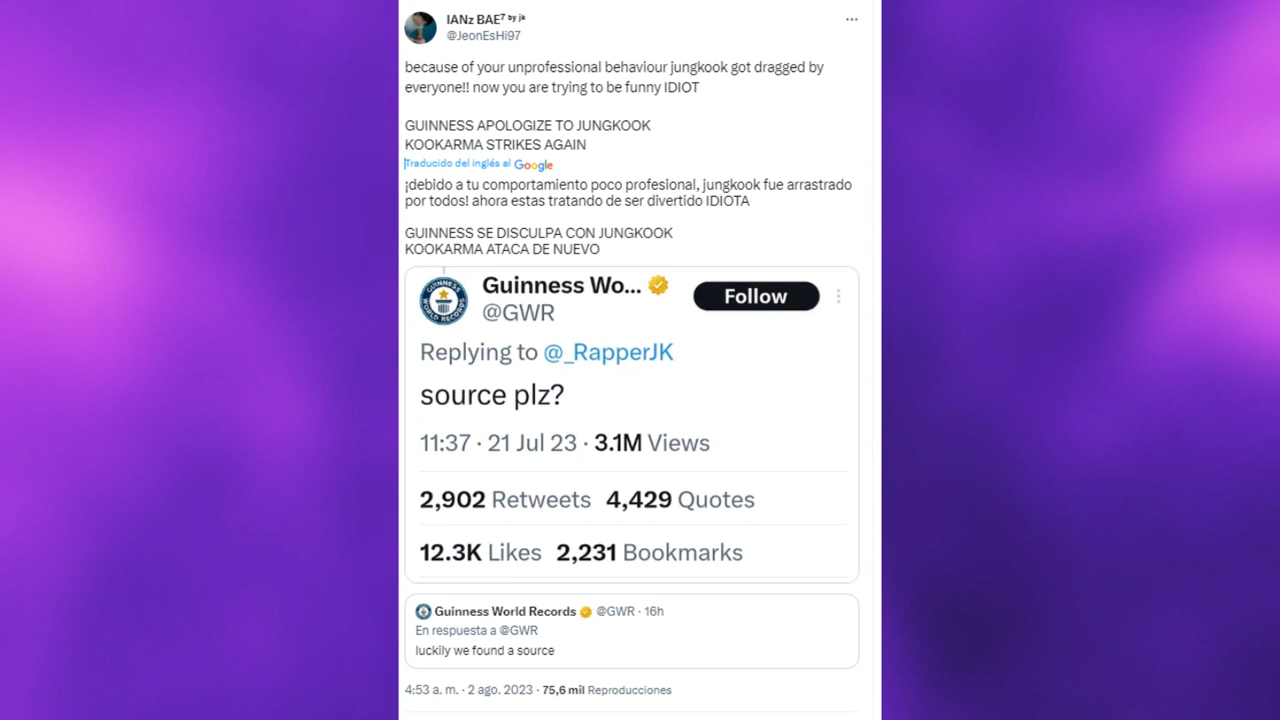 IANz BAE⁷ ᵇʸ ʲᵏ
@JeonEsHi97
because of your unprofessional behaviour jungkook got dragged by
everyone!! now you are trying to be funny IDIOT
GUINNESS APOLOGIZE TO JUNGKOOK
KOOKARMA STRIKES AGAIN
Traducido del inglés al Google
¡debido a tu comportamiento poco profesional, jungkook fue arrastrado
por todos! ahora estas tratando de ser divertido IDIOTA
GUINNESS SE DISCULPA CON JUNGKOOK
KOOKARMA ATACA DE NUEVO
GUINNESS WORLD RECORDS
Guinness Wo...
Follow
@GWR
Replying to @_RapperJK
source plz?
11:37 · 21 Jul 23 · 3.1M Views
2,902 Retweets 4,429 Quotes
12.3K Likes 2,231 Bookmarks
Guinness World Records @GWR · 16h
En respuesta a @GWR
luckily we found a source
4:53 a. m. · 2 ago. 2023 · 75,6 mil Reproducciones